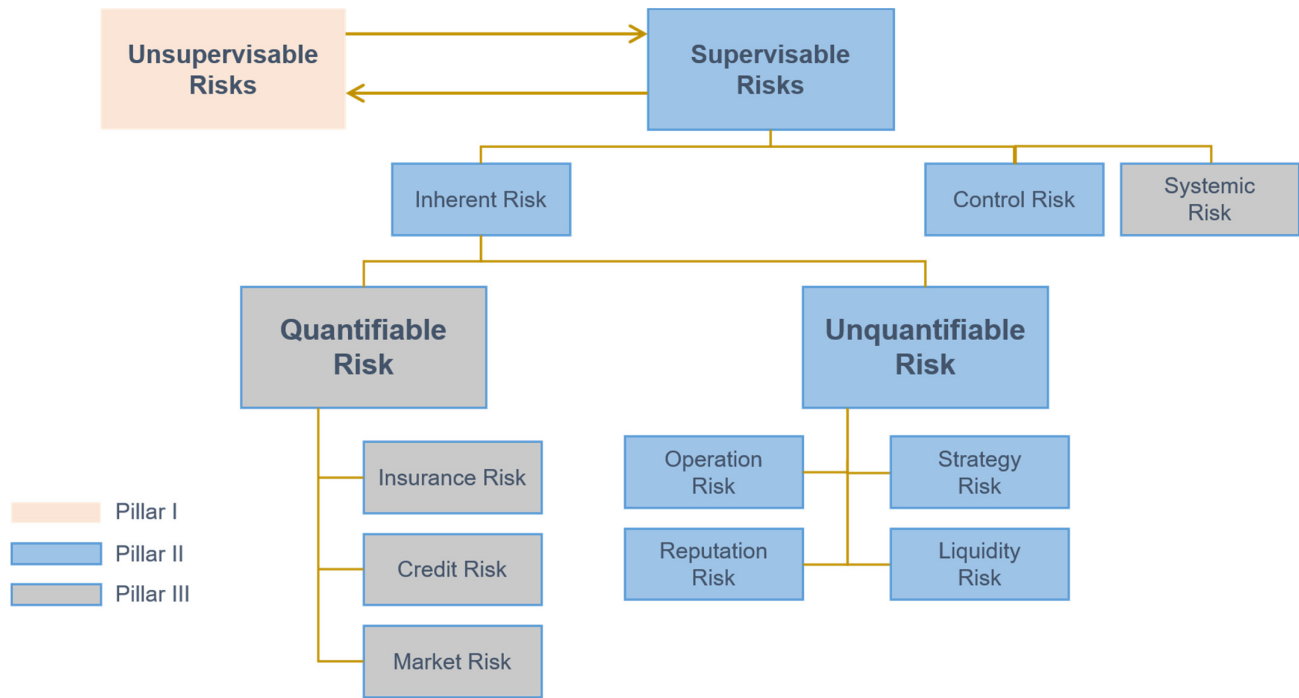 Unsupervisable
Risks
Supervisable
Risks
Inherent Risk
Control Risk
Systemic
Risk
Quantifiable
Risk
Unquantifiable
Risk
Insurance Risk
Credit Risk
Market Risk
Operation
Risk
Strategy
Risk
Reputation
Risk
Liquidity
Risk
Pillar I
Pillar II
Pillar III